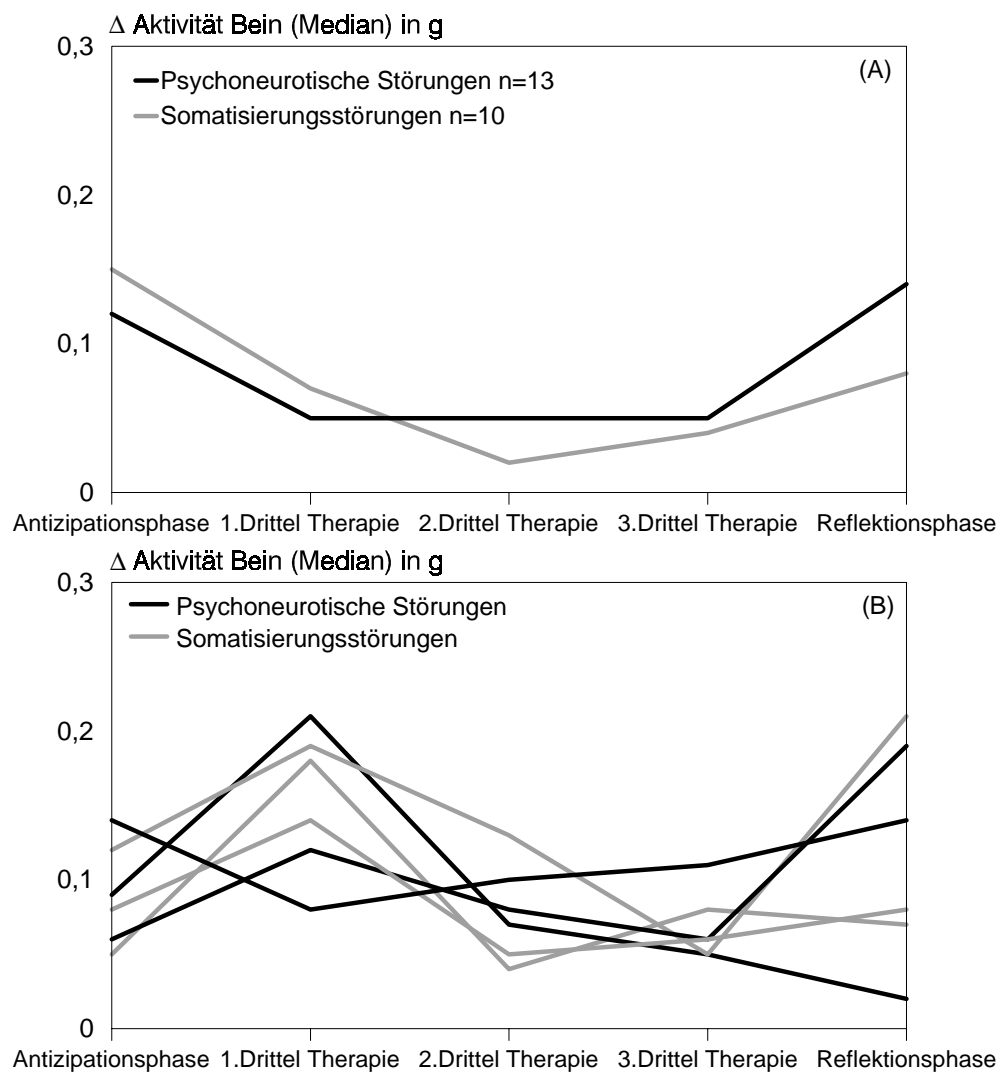 Δ Aktivität Bein (Median) in g
0,3
(A)
Psychoneurotische Störungen n=13
Somatisierungsstörungen n=10
0,2
0,1
0
Antizipationsphase 1.Drittel Therapie 2.Drittel Therapie 3.Drittel Therapie Reflektionsphase
Δ Aktivität Bein (Median) in g
0,3
(B)
Psychoneurotische Störungen
Somatisierungsstörungen
0,2
0,1
0
Antizipationsphase 1.Drittel Therapie 2.Drittel Therapie 3.Drittel Therapie Reflektionsphase